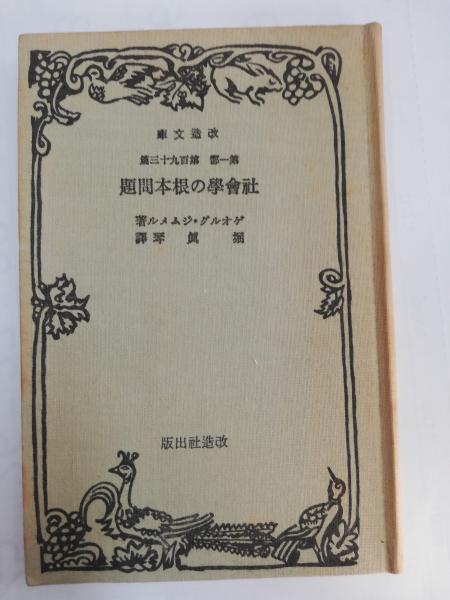 改造文庫
第一部 第百九十三篇
社會學の根本問題
ゲオルグ・ジムメル著
堀眞琴譯
改造社出版